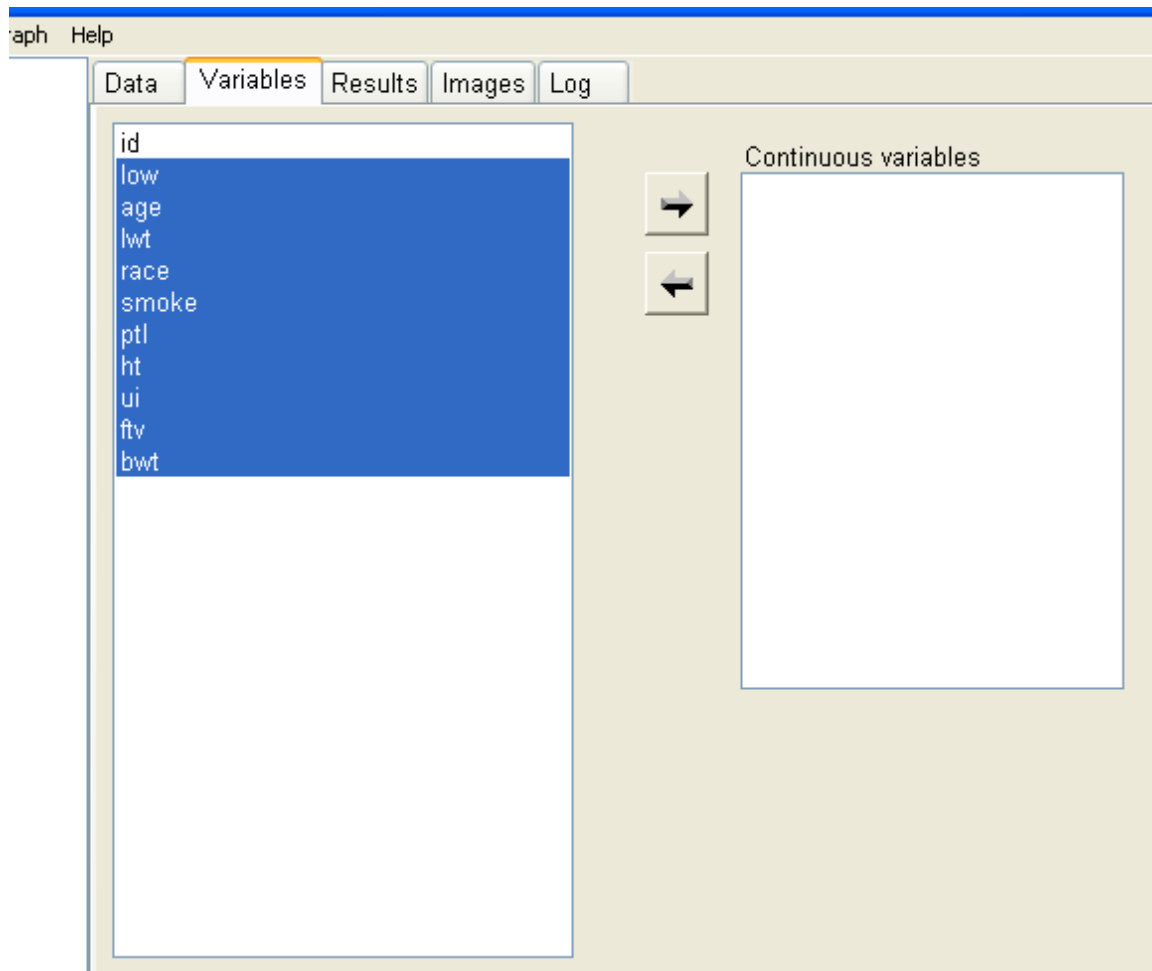 aph Help
Data Variables Results Images Log
id
low
age
lwt
race
smoke
ptl
ht
ui
ftv
bwt
Continuous variables